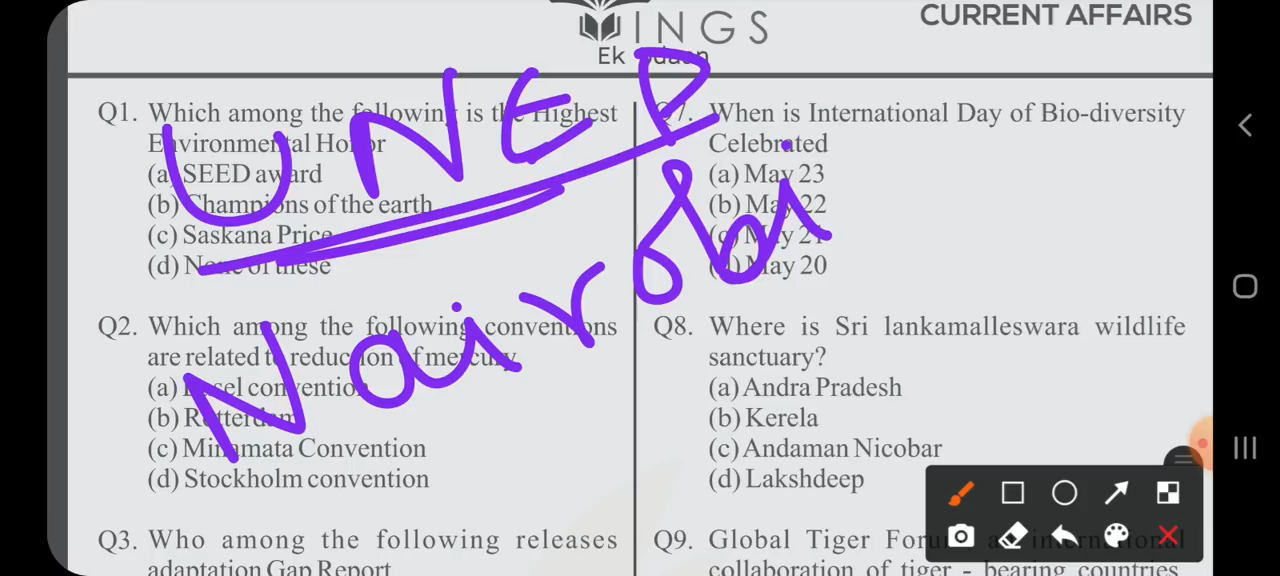 CURRENT AFFAIRS
INGS
Ek
UNEP
Nairobi
Q1. Which among the following is the Highest
Environmental Honor
(a) SEED award
(b) Champions of the earth
(c) Saskana Price
(d) None of these
Q2. Which among the following conventions
are related to reduction of mercury
(a) Basel convention
(b) Rotterdam
(c) Minamata Convention
(d) Stockholm convention
Q3. Who among the following releases
adaptation Gap Report
Q7. When is International Day of Bio-diversity
Celebrated
(a) May 23
(b) May 22
(c) May 21
(d) May 20
Q8. Where is Sri lankamalleswara wildlife
sanctuary?
(a) Andra Pradesh
(b) Kerela
(c) Andaman Nicobar
(d) Lakshdeep
Q9. Global Tiger Forum an international
collaboration of tiger - bearing countries